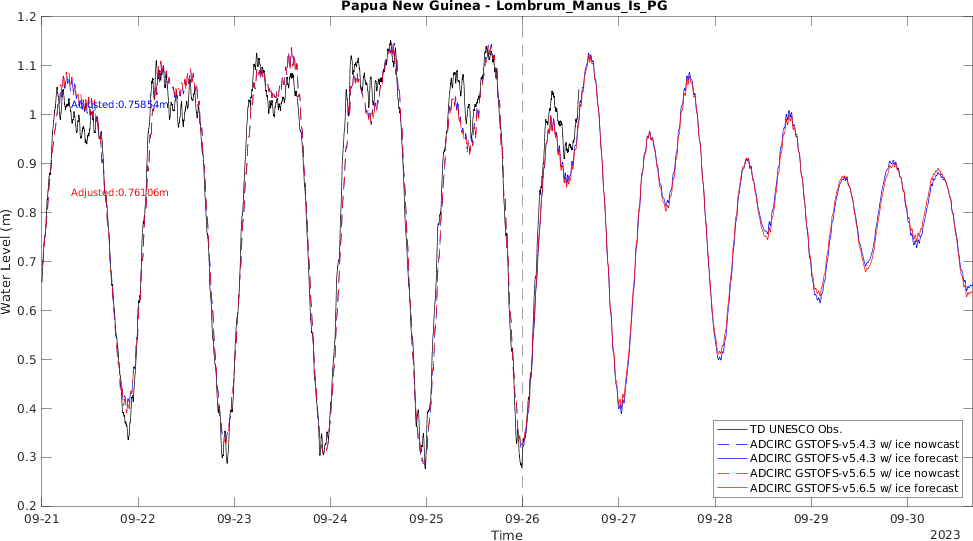 Papua New Guinea - Lombrum_Manus_Is_PG
1.2
1.1
1
0.9
0.8
0.7
0.6
0.5
0.4
0.3
0.2
Water Level (m)
Adjusted:0.75854m
Adjusted:0.76106m
TD UNESCO Obs.
ADCIRC GSTOFS-v5.4.3 w/ ice nowcast
ADCIRC GSTOFS-v5.4.3 w/ ice forecast
ADCIRC GSTOFS-v5.6.5 w/ ice nowcast
ADCIRC GSTOFS-v5.6.5 w/ ice forecast
09-21 09-22 09-23 09-24 09-25 09-26 09-27 09-28 09-29 09-30
Time
2023